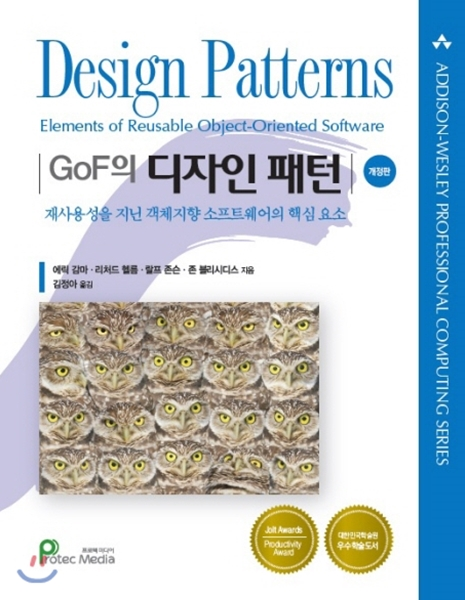 Design Patterns
Elements of Reusable Object-Oriented Software
GoF의 디자인 패턴
개정판
재사용성을 지닌 객체지향 소프트웨어의 핵심 요소
에릭 감마 · 리처드 헬름 · 랄프 존슨 · 존 블리시디스 지음
김정아 옮김
ADDISON-WESLEY PROFESSIONAL COMPUTING SERIES
Jolt Awards
Productivity
Award
대한민국학술원
우수학술도서
프로텍미디어
Protec Media